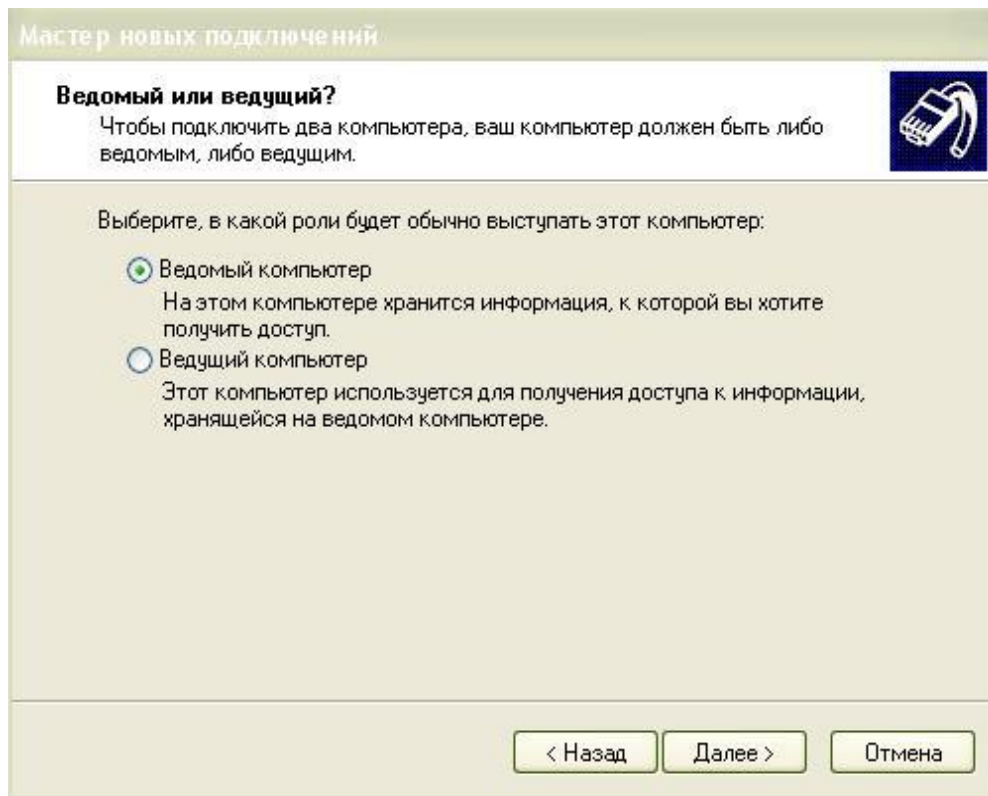 Мастер новых подключений
Ведомый или ведущий?
Чтобы подключить два компьютера, ваш компьютер должен быть либо
ведомым, либо ведущим.
Выберите, в какой роли будет обычно выступать этот компьютер:
Ведомый компьютер
На этом компьютере хранится информация, к которой вы хотите
получить доступ.
Ведущий компьютер
Этот компьютер используется для получения доступа к информации,
хранящейся на ведомом компьютере.
< Назад
Далее >
Отмена